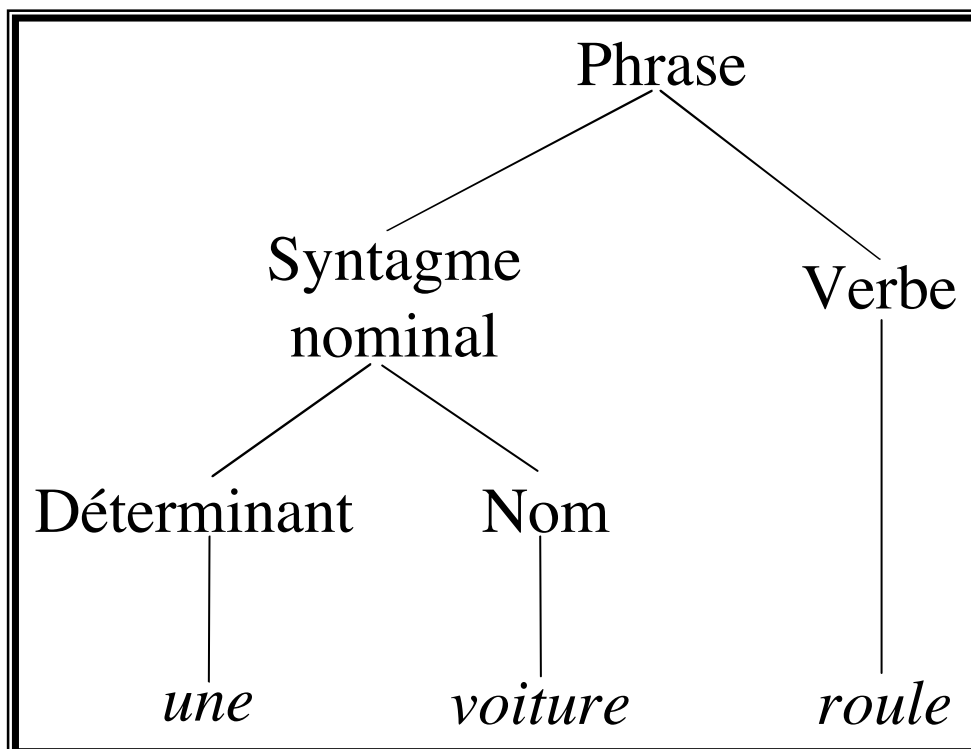 Phrase
Syntagme
nominal
Verbe
Déterminant
Nom
une
voiture
roule